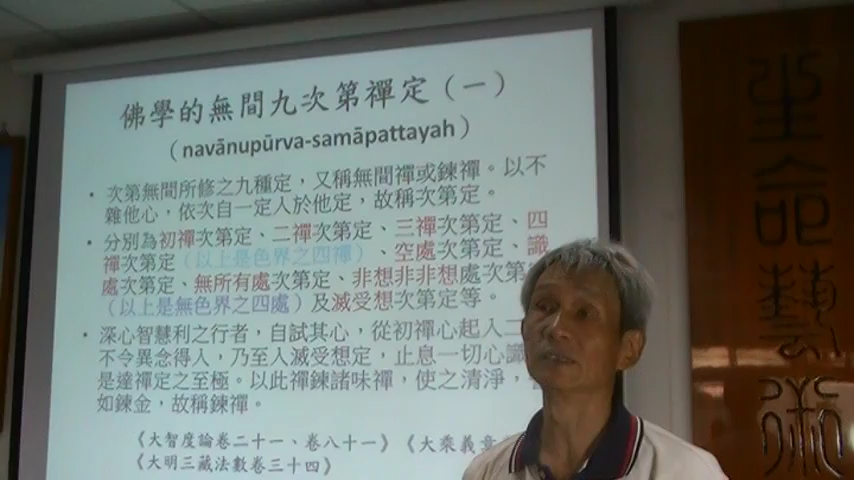 佛學的無間九次第禪定（一）
（navānupūrva-samāpattayah）
• 次第無間所修之九種定，又稱無間禪或鍊禪。以不
雜他心，依次自一定人於他定，故稱次第定。
• 分別為初禪次第定、二禪次第定、三禪次第定、四
禪次第定（以上是色界之四禪）、空處次第定、識
處次第定、無所有處次第定、非想非非想處次第
（以上是無色界之四處）及滅受想次第定等。
• 深心智慧利之行者，自試其心，從初禪心起入二
不令異念得人，乃至人滅受想定，止息一切心識
是達禪定之至極。以此禪鍊諸味禪，使之清淨，
如鍊金，故稱鍊禪。
《大智度論卷二十一、卷八十一》《大乘義章
《大明三藏法數卷三十四》
生命藝術